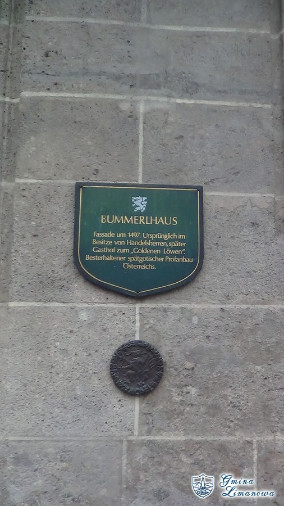 BUMMERLHAUS
Fassade um 1497. Ursprünglich im
Besitze von Handelsherren, später
Gasthof zum „Goldenen Löwen“.
Besterhaltener spätgotischer Profanbau
Österreichs.
Gmina
Limanowa